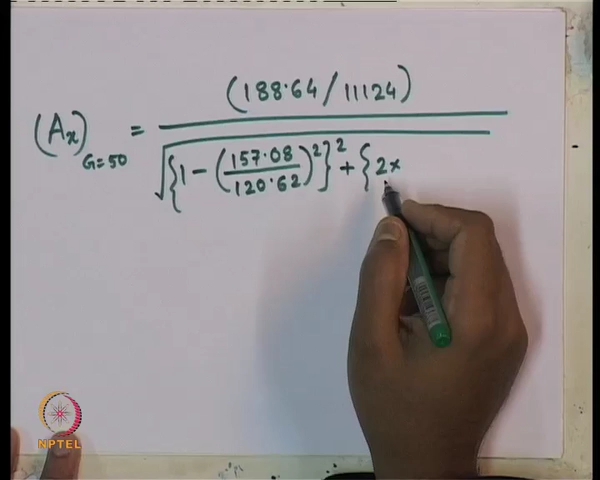 (Ax)G=50 = (188.64/11124)
√{1-(157.08/120.62)²}² + {2×
NPTEL